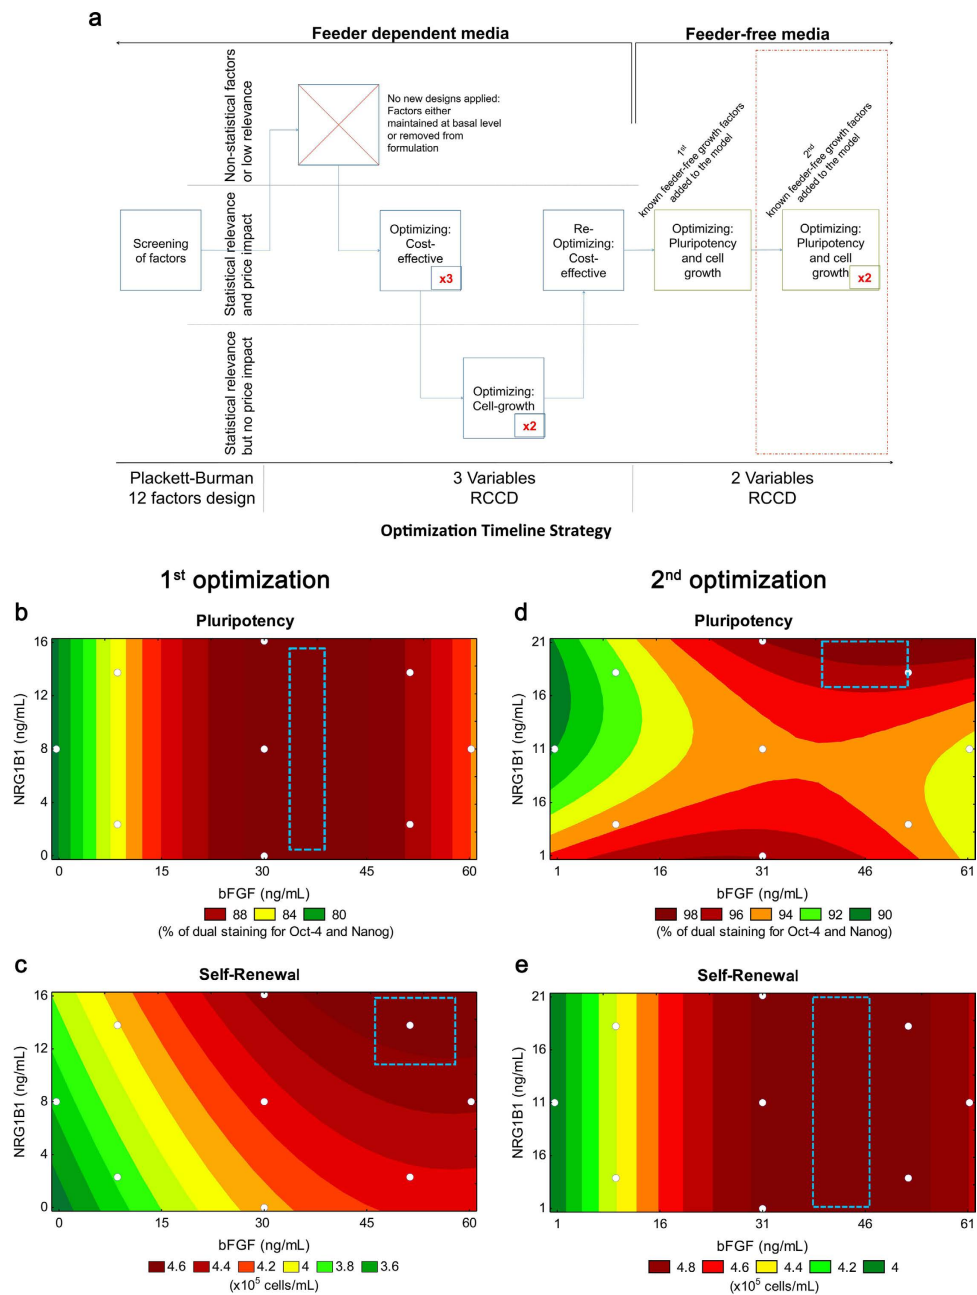 a
Feeder dependent media
Feeder-free media
Non-statistical factors
or low relevance
No new designs applied:
Factors either
maintained at basal level
or removed from
formulation
1st
known feeder-free growth factors
added to the model
2nd
known feeder-free growth factors
added to the model
Statistical relevance
and price impact
Screening
of factors
Optimizing:
Cost-
effective
x3
Re-
Optimizing:
Cost-
effective
Optimizing:
Pluripotency
and cell
growth
Optimizing:
Pluripotency
and cell
growth
x2
Statistical relevance
but no price impact
Optimizing:
Cell-growth
x2
Plackett-Burman
12 factors design
3 Variables
RCCD
2 Variables
RCCD
Optimization Timeline Strategy
1st optimization
2nd optimization
b
Pluripotency
NRG1B1 (ng/mL)
16
12
8
4
0
0 15 30 45 60
bFGF (ng/mL)
88 84 80
(% of dual staining for Oct-4 and Nanog)
d
Pluripotency
NRG1B1 (ng/mL)
21
16
11
16
1
1 16 31 46 61
bFGF (ng/mL)
98 96 94 92 90
(% of dual staining for Oct-4 and Nanog)
c
Self-Renewal
NRG1B1 (ng/mL)
16
12
8
4
0
0 15 30 45 60
bFGF (ng/mL)
4.6 4.4 4.2 4 3.8 3.6
(x10⁵ cells/mL)
e
Self-Renewal
NRG1B1 (ng/mL)
21
16
11
16
1
1 16 31 46 61
bFGF (ng/mL)
4.8 4.6 4.4 4.2 4
(x10⁵ cells/mL)